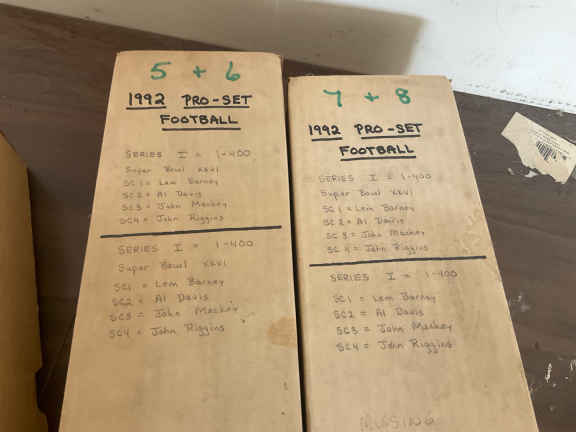 5 + 6
1992 PRO-SET
FOOTBALL
SERIES I = 1-400
Super Bowl XXVI
SC1 = Lem Barney
SC2 = Al Davis
SC3 = John Mackey
SC4 = John Riggins
SERIES I = 1-400
Super Bowl XXVI
SC1 = Lem Barney
SC2 = Al Davis
SC3 = John Mackey
SC4 = John Riggins
7 + 8
1992 PRO-SET
FOOTBALL
SERIES I = 1-400
Super Bowl XXVI
SC1 = Lem Barney
SC2 = Al Davis
SC3 = John Mackey
SC4 = John Riggins
SERIES I = 1-400
SC1 = Lem Barney
SC2 = Al Davis
SC3 = John Mackey
SC4 = John Riggins
MISSING